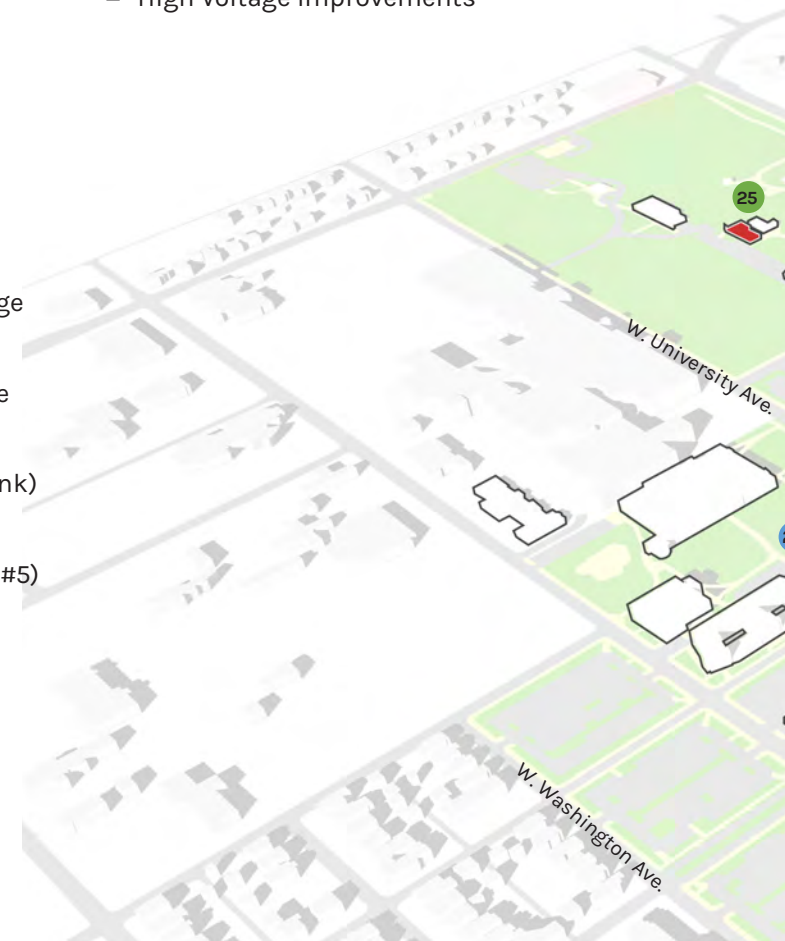 – High Voltage Improvements
25
ge
W. University Ave.
e
nk)
#5)
W. Washington Ave.